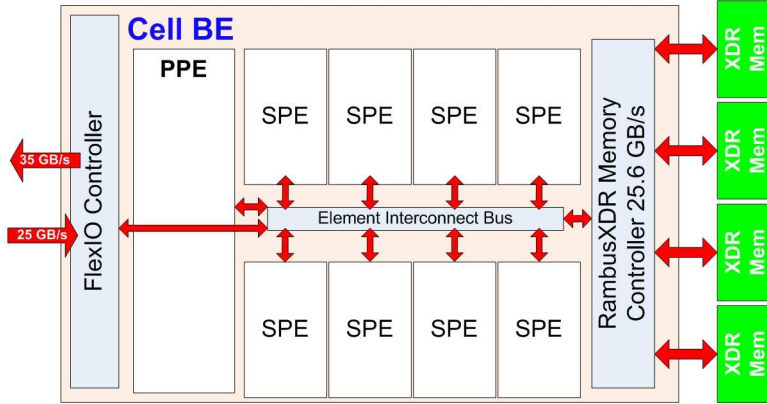 Cell BE
PPE
FlexIO Controller
35 GB/s
25 GB/s
SPE
SPE
SPE
SPE
Element Interconnect Bus
SPE
SPE
SPE
SPE
RambusXDR Memory
Controller 25.6 GB/s
XDR
Mem
XDR
Mem
XDR
Mem
XDR
Mem